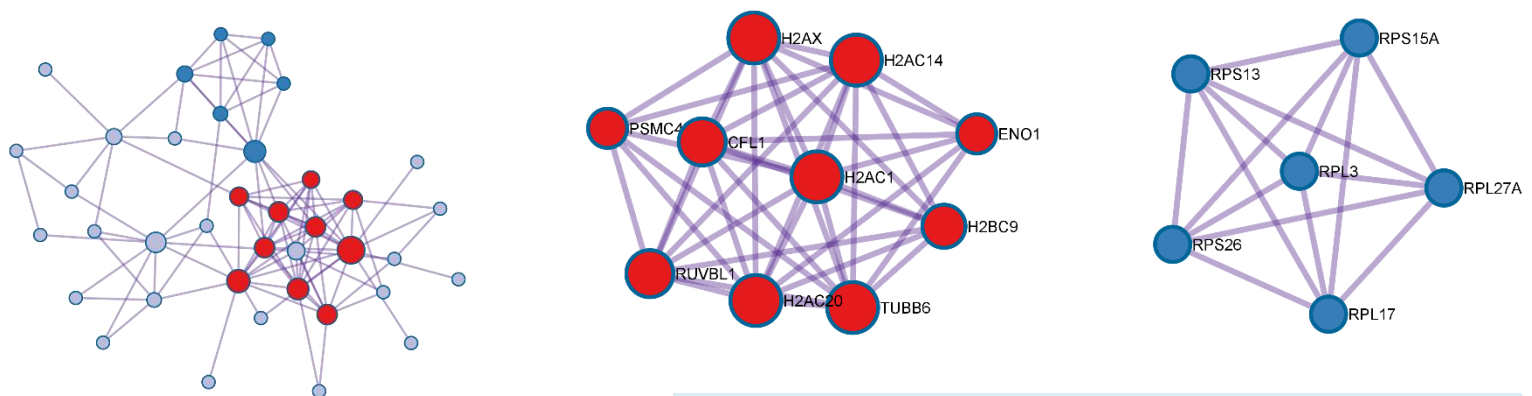 H2AX
H2AC14
PSMC4
CFL1
ENO1
H2AC1
H2BC9
RUVBL1
H2AC20
TUBB6
RPS15A
RPS13
RPL3
RPL27A
RPS26
RPL17